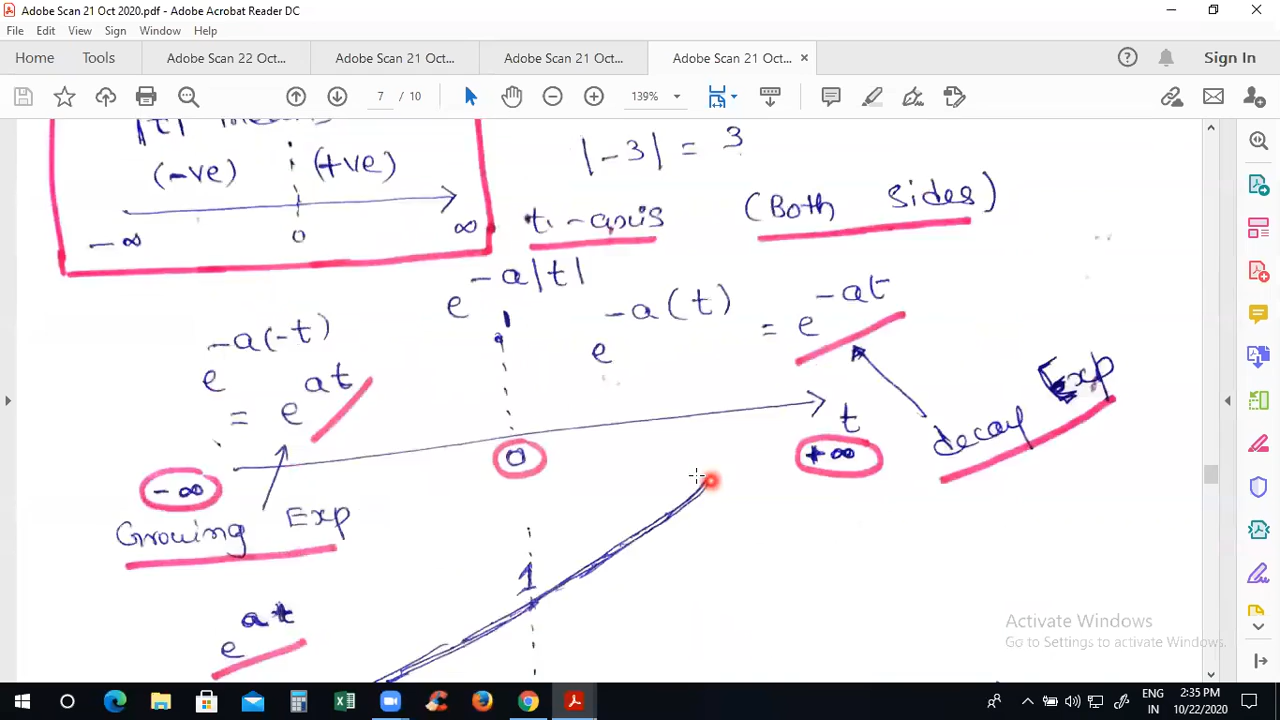 Adobe Scan 21 Oct 2020.pdf - Adobe Acrobat Reader DC
File Edit View Sign Window Help
Home Tools Adobe Scan 22 Oct... Adobe Scan 21 Oct... Adobe Scan 21 Oct... Adobe Scan 21 Oct... × Sign In
7 / 10 139%
|t|
(-ve) (+ve)
-∞ 0 ∞
|-3| = 3
t-axis (Both sides)
e^-a|t|
e^-a(-t)
= e^at
e^-a(t) = e^-at
t
-∞ 0 +∞
decay Exp
Growing Exp
1
e^at
Activate Windows
Go to Settings to activate Windows.
ENG
IN
2:35 PM
10/22/2020